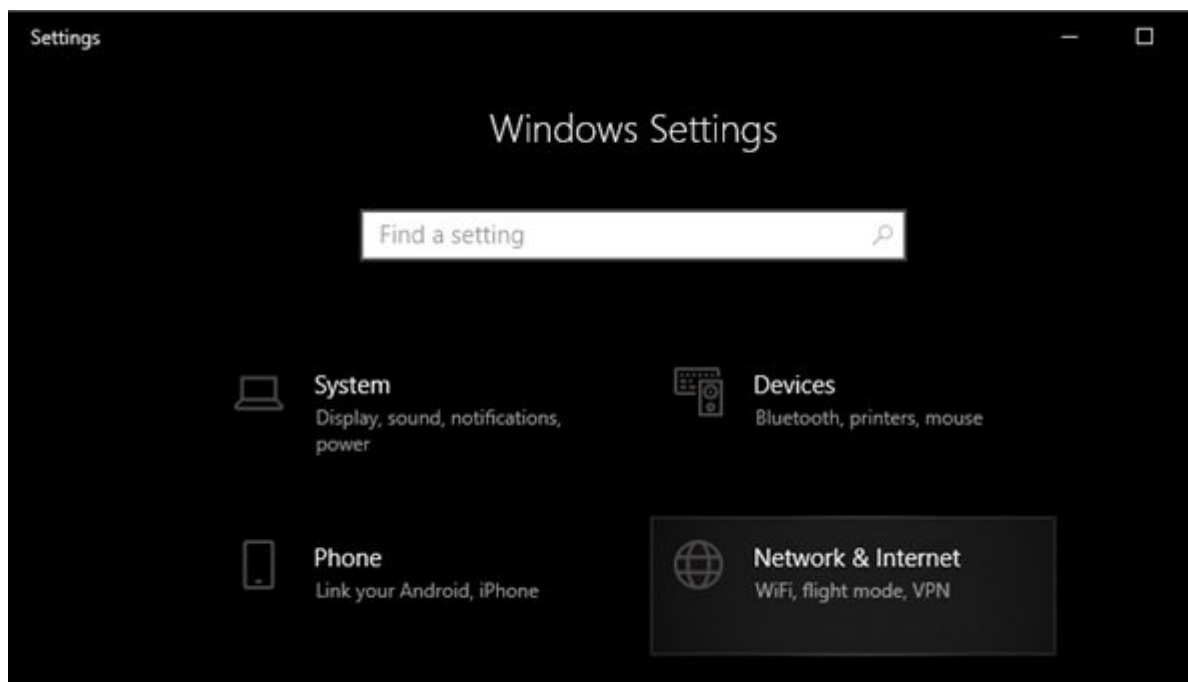 Settings
Windows Settings
Find a setting
System
Display, sound, notifications,
power
Devices
Bluetooth, printers, mouse
Phone
Link your Android, iPhone
Network & Internet
WiFi, flight mode, VPN